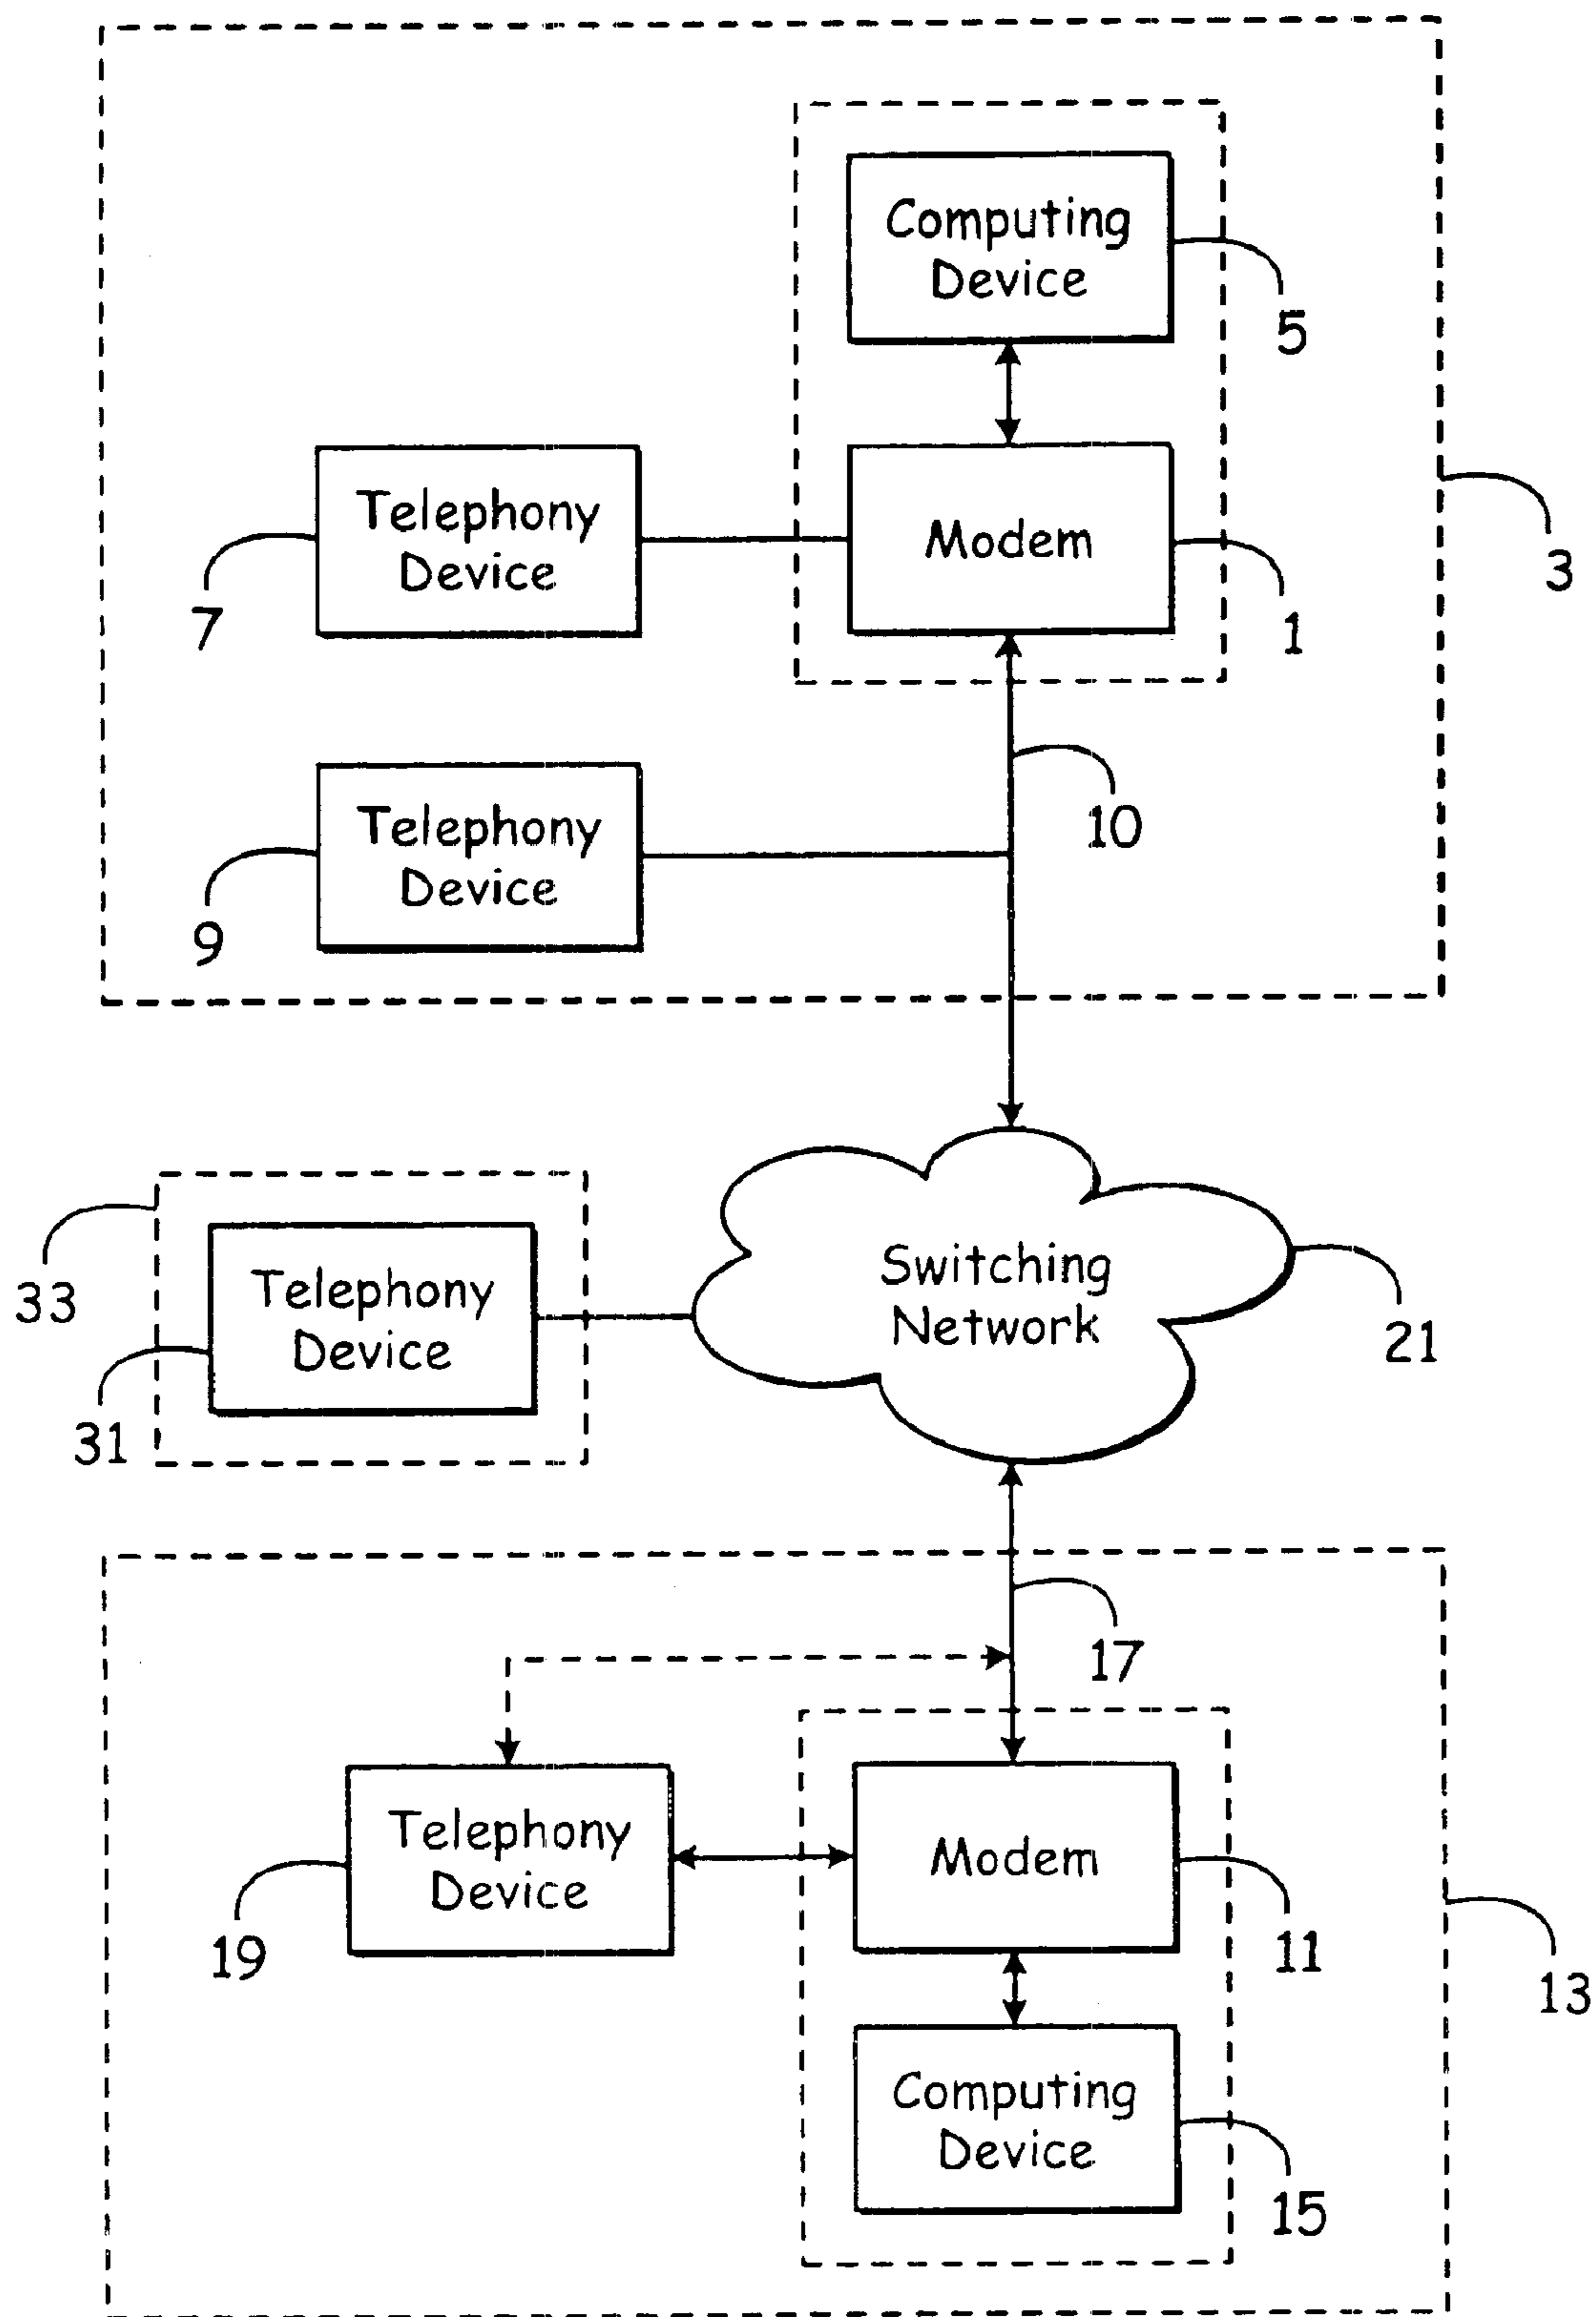 Computing
Device
5
Telephony
Device
Modem
7
1
3
Telephony
Device
10
9
33
Telephony
Device
Switching
Network
21
31
17
Telephony
Device
Modem
19
11
13
Computing
Device
15